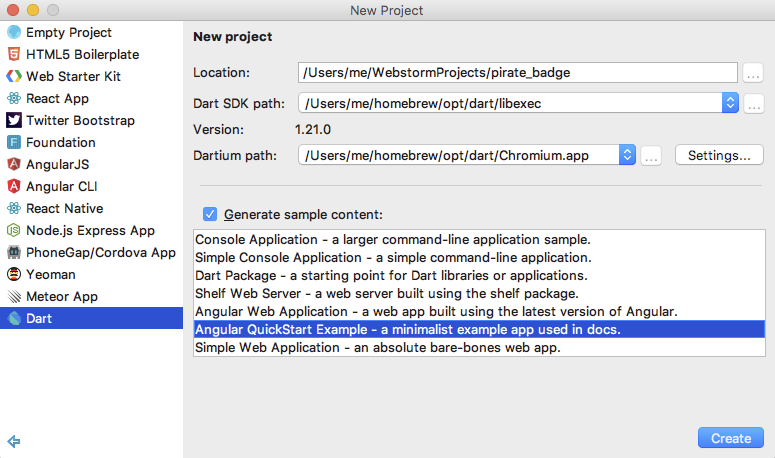 New Project
Empty Project
HTML5 Boilerplate
Web Starter Kit
React App
Twitter Bootstrap
Foundation
AngularJS
Angular CLI
React Native
Node.js Express App
PhoneGap/Cordova App
Yeoman
Meteor App
Dart
New project
Location: /Users/me/WebstormProjects/pirate_badge ...
Dart SDK path: /Users/me/homebrew/opt/dart/libexec ...
Version: 1.21.0
Dartium path: /Users/me/homebrew/opt/dart/Chromium.app ... Settings...
Generate sample content:
Console Application - a larger command-line application sample.
Simple Console Application - a simple command-line application.
Dart Package - a starting point for Dart libraries or applications.
Shelf Web Server - a web server built using the shelf package.
Angular Web Application - a web app built using the latest version of Angular.
Angular QuickStart Example - a minimalist example app used in docs.
Simple Web Application - an absolute bare-bones web app.
Create